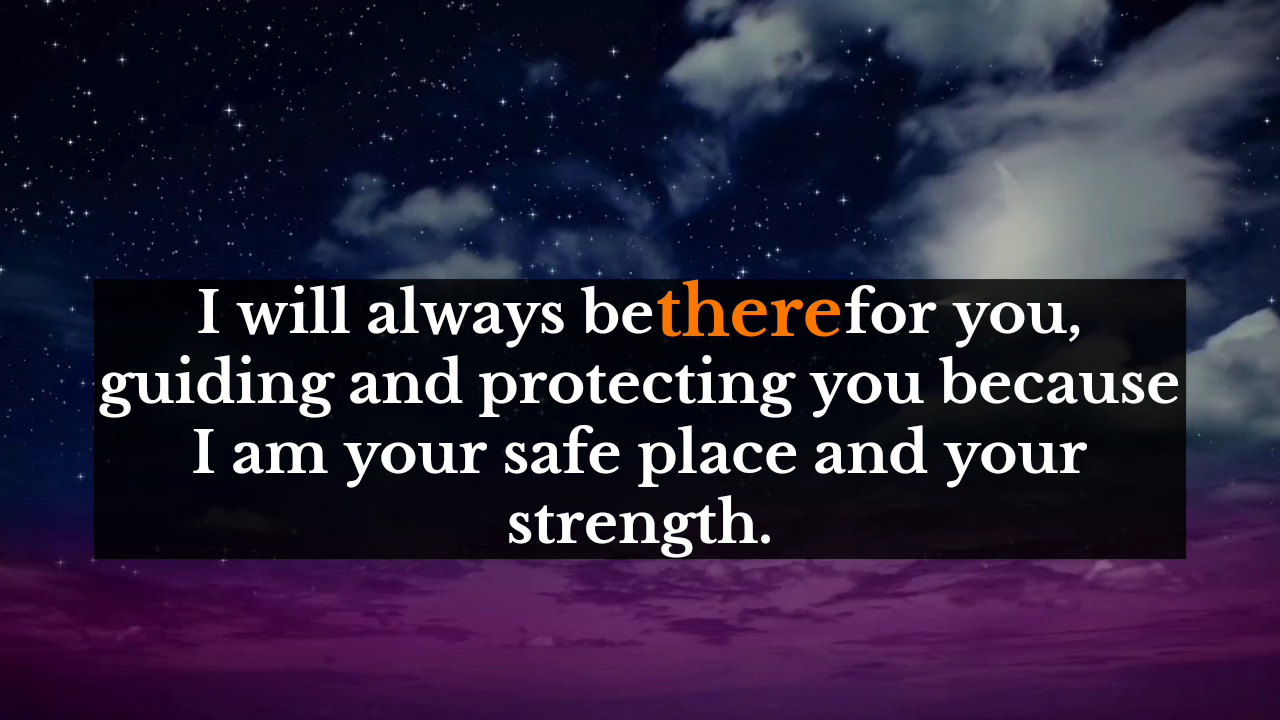 I will always be there for you,
guiding and protecting you because
I am your safe place and your
strength.